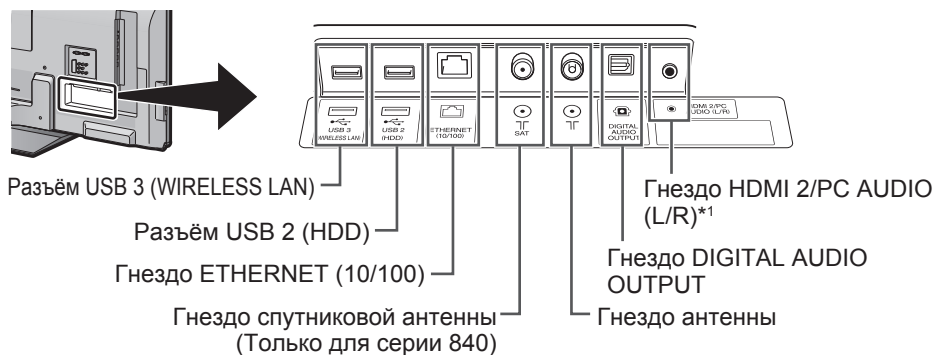 USB 3
(WIRELESS LAN)
USB 2
(HDD)
ETHERNET
(10/100)
SAT
DIGITAL
AUDIO
OUTPUT
HDMI 2/PC
AUDIO (L/R)
Разъём USB 3 (WIRELESS LAN)
Разъём USB 2 (HDD)
Гнездо ETHERNET (10/100)
Гнездо спутниковой антенны
(Только для серии 840)
Гнездо антенны
Гнездо DIGITAL AUDIO
OUTPUT
Гнездо HDMI 2/PC AUDIO
(L/R)*1